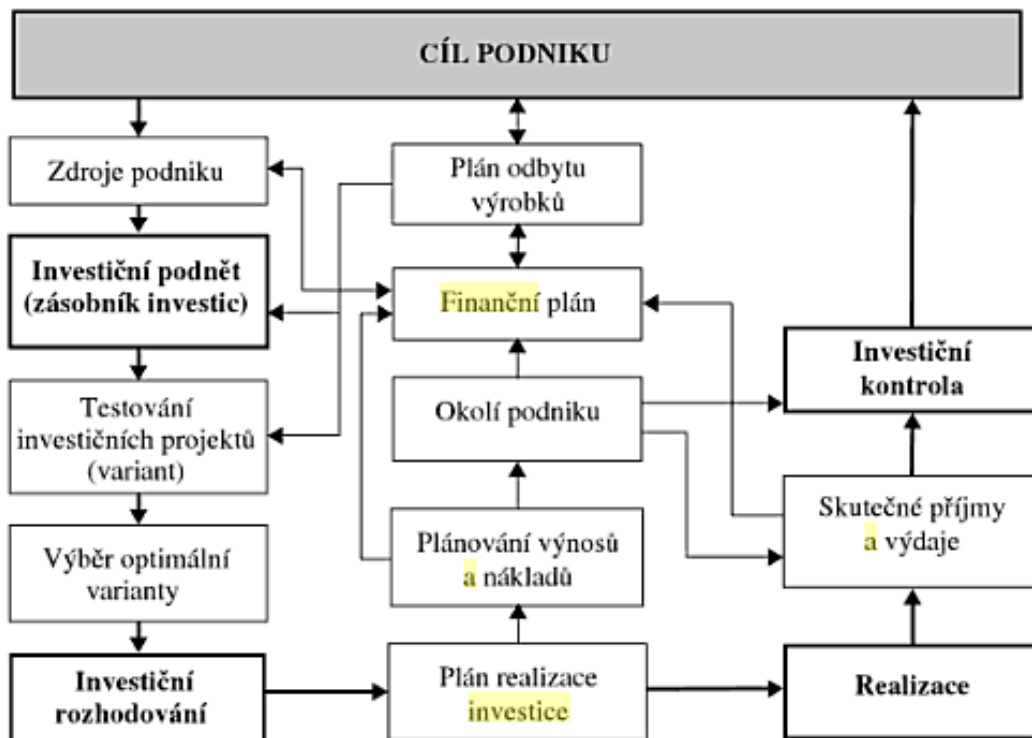 CÍL PODNIKU
Zdroje podniku
Investiční podnět
(zásobník investic)
Testování
investičních projektů
(variant)
Výběr optimální
varianty
Investiční
rozhodování
Plán odbytu
výrobků
Finanční plán
Okolí podniku
Plánování výnosů
a nákladů
Plán realizace
investice
Investiční
kontrola
Skutečné příjmy
a výdaje
Realizace